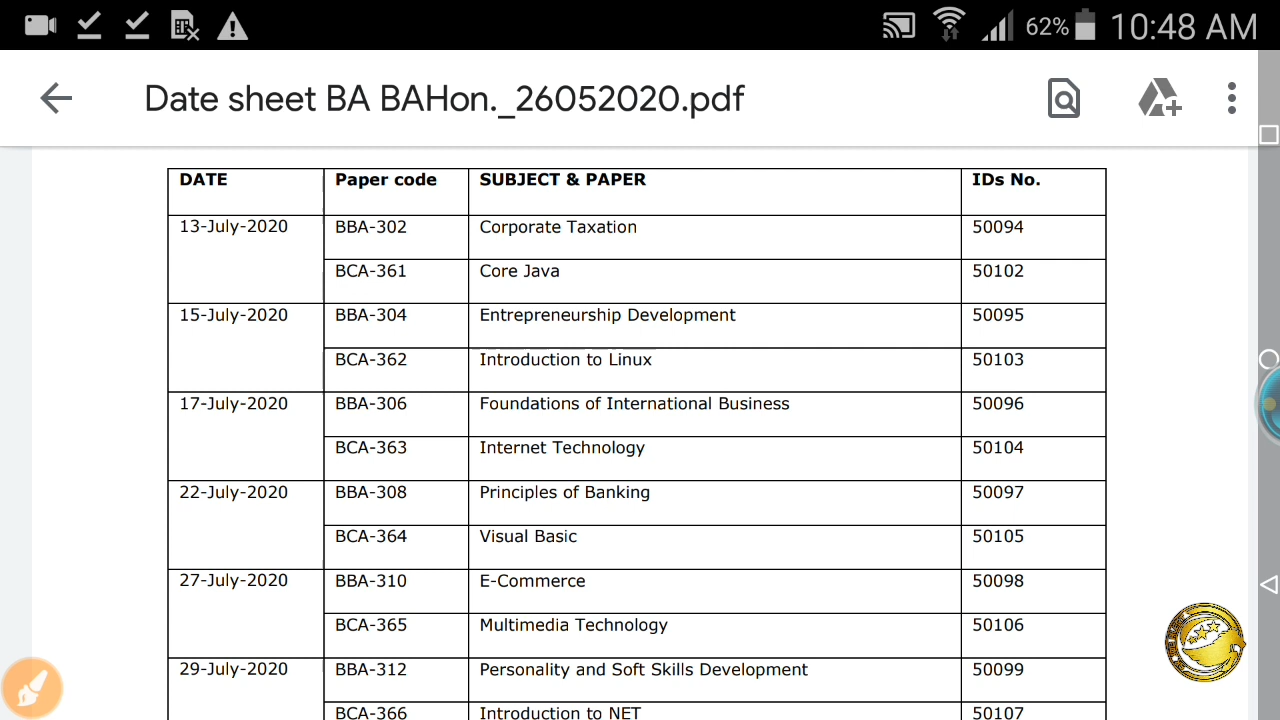 62% 10:48 AM
Date sheet BA BAHon._26052020.pdf
DATE Paper code SUBJECT & PAPER IDs No.
13-July-2020 BBA-302 Corporate Taxation 50094
BCA-361 Core Java 50102
15-July-2020 BBA-304 Entrepreneurship Development 50095
BCA-362 Introduction to Linux 50103
17-July-2020 BBA-306 Foundations of International Business 50096
BCA-363 Internet Technology 50104
22-July-2020 BBA-308 Principles of Banking 50097
BCA-364 Visual Basic 50105
27-July-2020 BBA-310 E-Commerce 50098
BCA-365 Multimedia Technology 50106
29-July-2020 BBA-312 Personality and Soft Skills Development 50099
BCA-366 Introduction to NET 50107